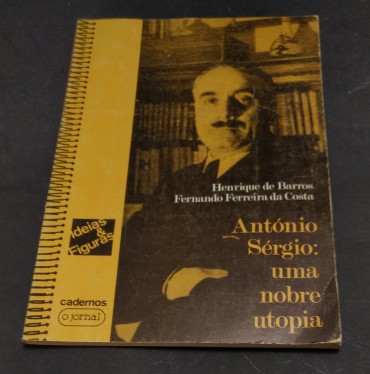 Henrique de Barros
Fernando Ferreira da Costa
António
Sérgio:
uma
nobre
utopia
Ideias
&
Figuras
cadernos
o jornal